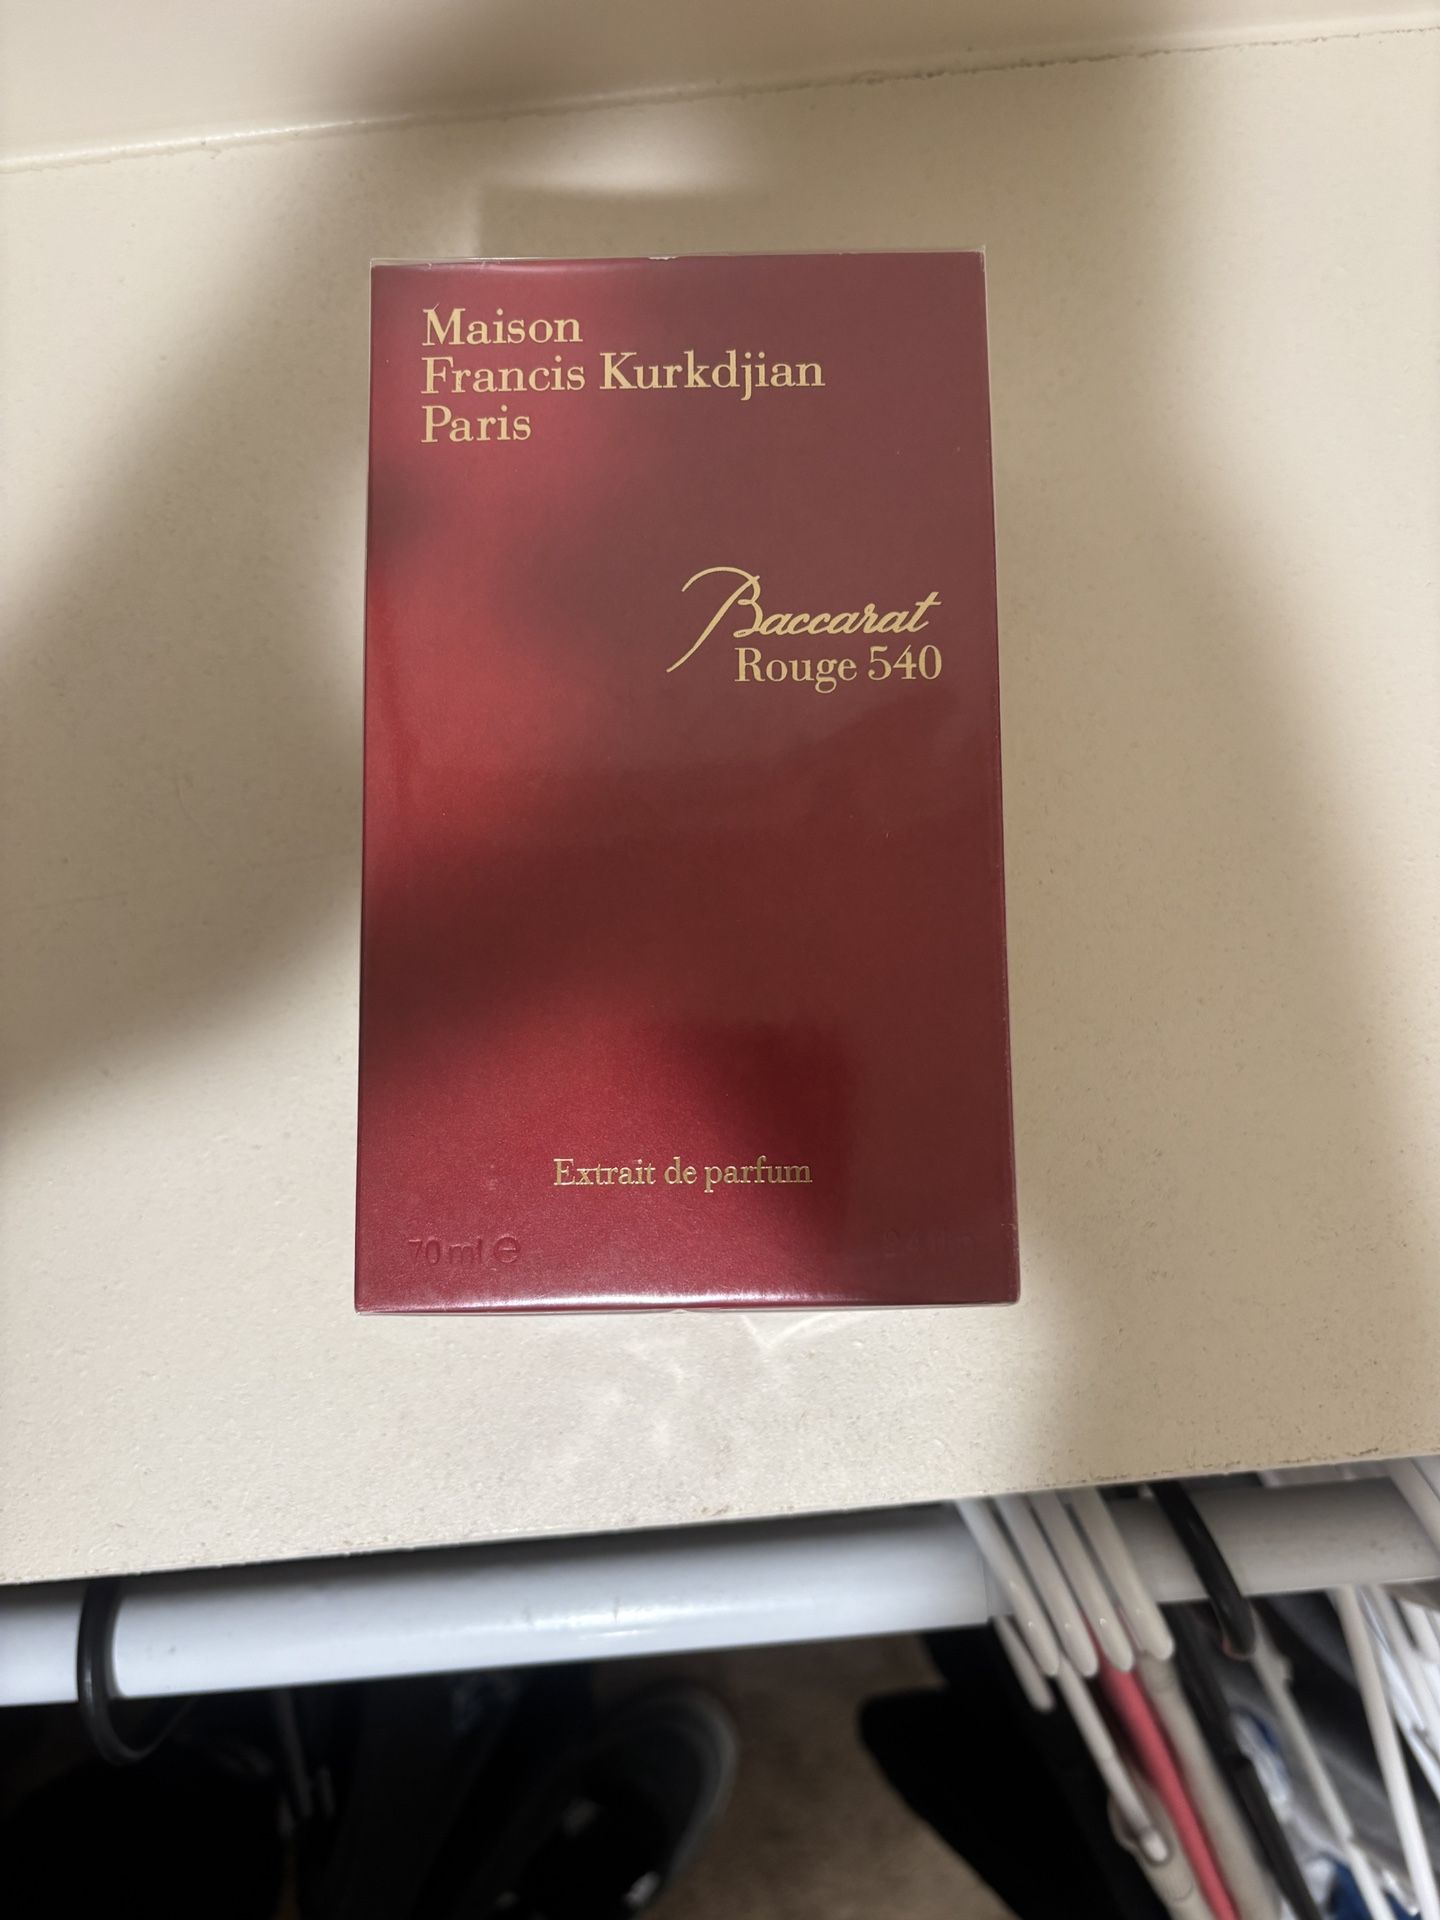 Maison
Francis Kurkdjian
Paris
Baccarat
Rouge 540
Extrait de parfum
70 ml ℮